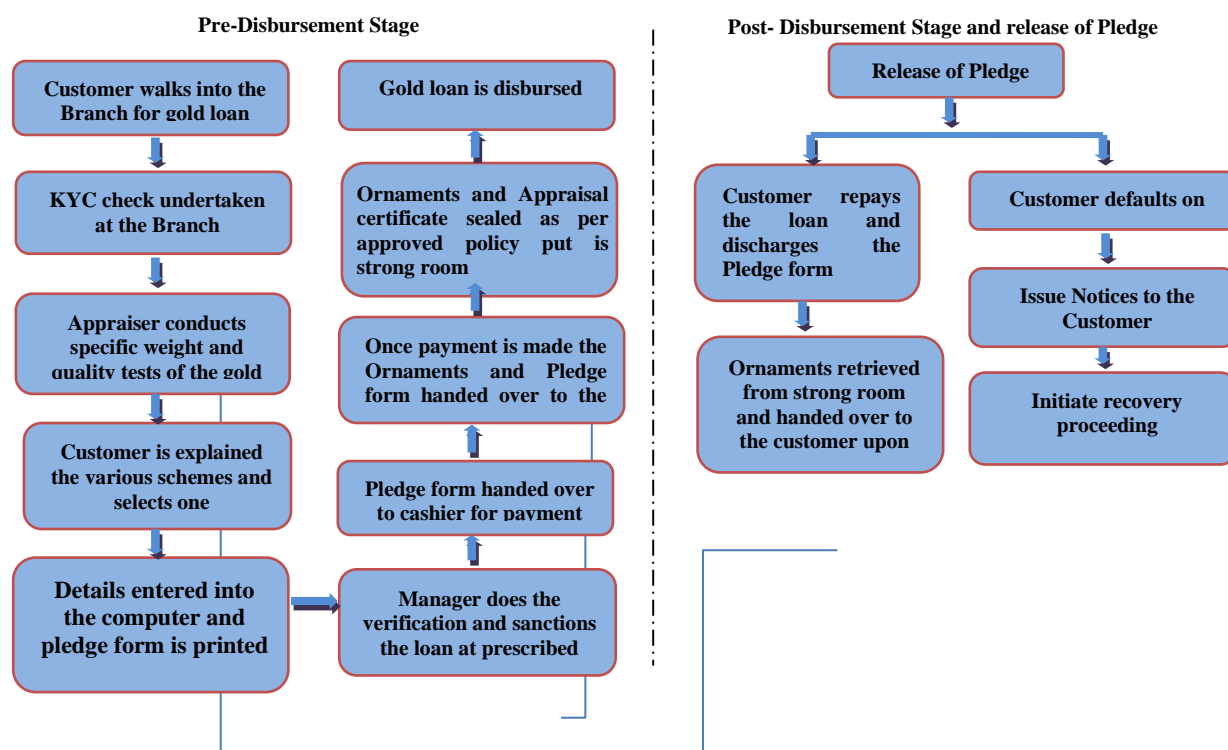 Pre-Disbursement Stage
Customer walks into the
Branch for gold loan
KYC check undertaken
at the Branch
Appraiser conducts
specific weight and
quality tests of the gold
Customer is explained
the various schemes and
selects one
Details entered into
the computer and
pledge form is printed
Manager does the
verification and sanctions
the loan at prescribed
Pledge form handed over
to cashier for payment
Once payment is made the
Ornaments and Pledge
form handed over to the
Ornaments and Appraisal
certificate sealed as per
approved policy put is
strong room
Gold loan is disbursed
Post- Disbursement Stage and release of Pledge
Release of Pledge
Customer repays
the loan and
discharges the
Pledge form
Ornaments retrieved
from strong room
and handed over to
the customer upon
Customer defaults on
Issue Notices to the
Customer
Initiate recovery
proceeding